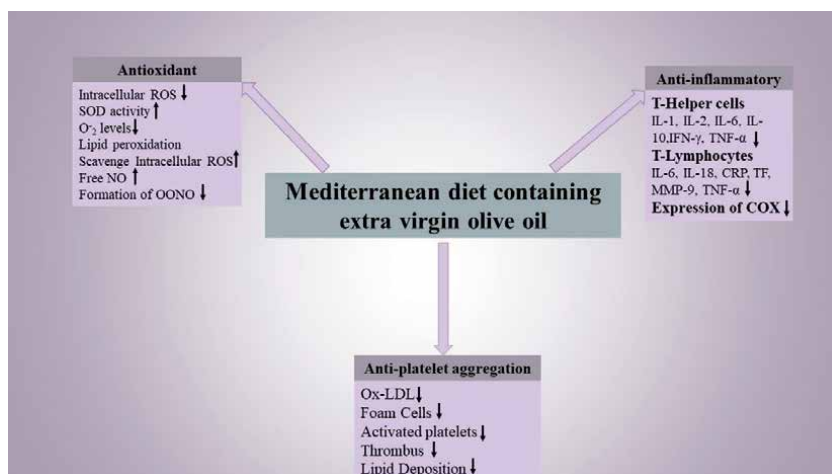 Antioxidant
Intracellular ROS ↓
SOD activity ↑
O⁻₂ levels ↓
Lipid peroxidation
Scavenge Intracellular ROS ↑
Free NO ↑
Formation of OONO ↓
Anti-inflammatory
T-Helper cells
IL-1, IL-2, IL-6, IL-
10,IFN-γ, TNF-α ↓
T-Lymphocytes
IL-6, IL-18, CRP, TF,
MMP-9, TNF-α ↓
Expression of COX ↓
Mediterranean diet containing
extra virgin olive oil
Anti-platelet aggregation
Ox-LDL ↓
Foam Cells ↓
Activated platelets ↓
Thrombus ↓
Lipid Deposition ↓